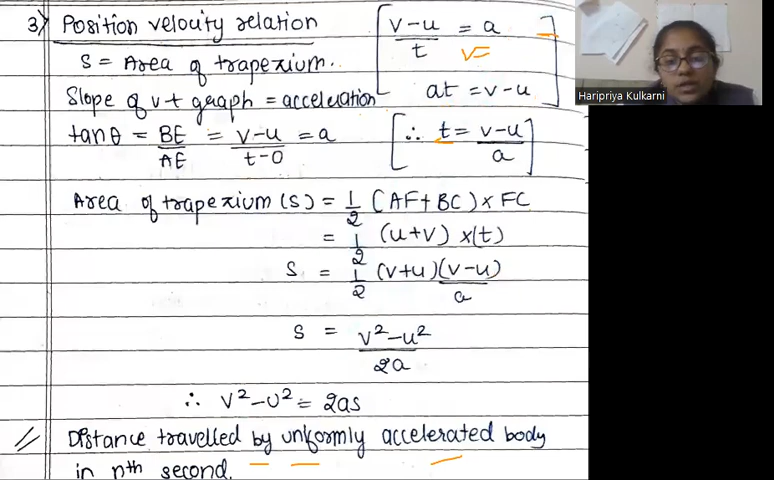 3) Position velocity relation
S = Area of trapezium.
Slope of v t graph = acceleration
tanθ = BE/AE = v-u/t-0 = a
[v-u/t = a
v=
at = v-u]
[∴ t = v-u/a]
Area of trapezium (s) = 1/2 (AF+BC) × FC
= 1/2 (u+v) ×(t)
s = 1/2 (v+u)(v-u)/a
s = v²-u²/2a
∴ v²-u² = 2as
// Distance travelled by uniformly accelerated body
in nth second.
Haripriya Kulkarni